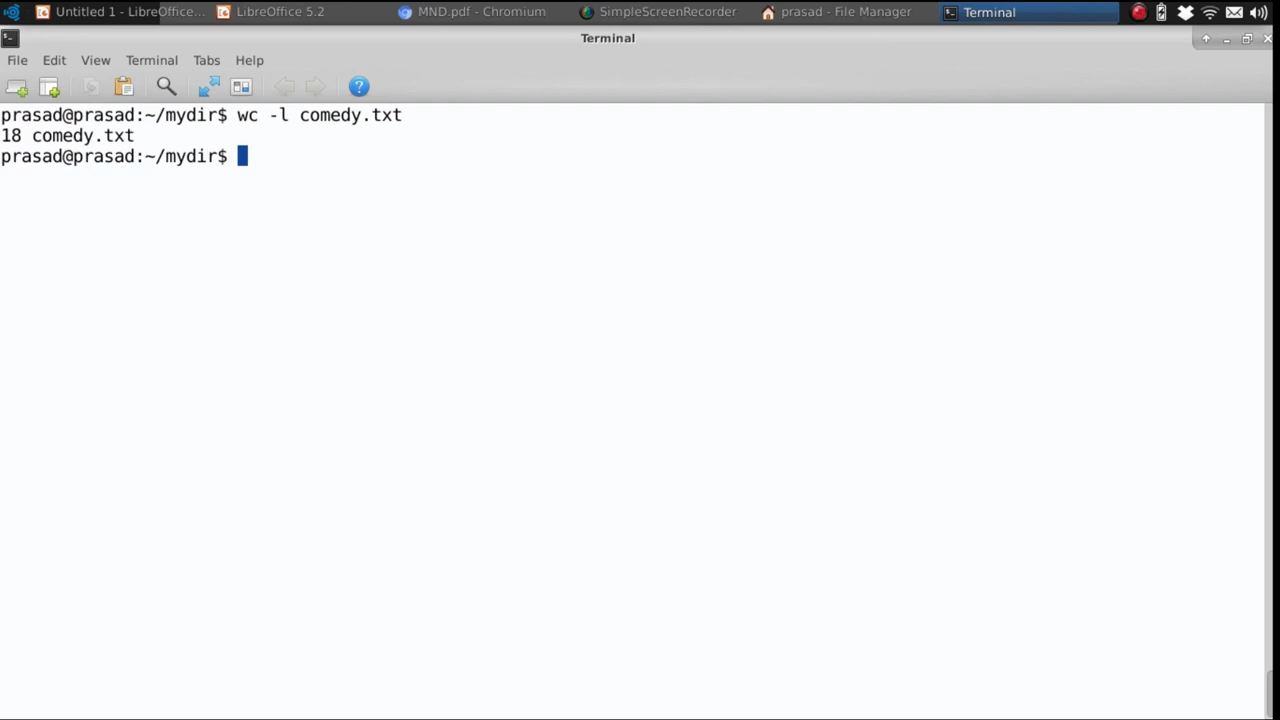 Untitled 1 - LibreOffice... LibreOffice 5.2 MND.pdf - Chromium SimpleScreenRecorder prasad - File Manager Terminal
Terminal
File Edit View Terminal Tabs Help
prasad@prasad:~/mydir$ wc -l comedy.txt
18 comedy.txt
prasad@prasad:~/mydir$